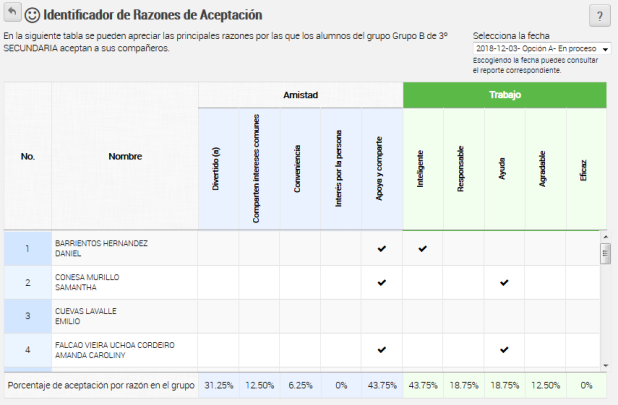 Identificador de Razones de Aceptación
?
En la siguiente tabla se pueden apreciar las principales razones por las que los alumnos del grupo Grupo B de 3º
SECUNDARIA aceptan a sus compañeros.
Selecciona la fecha
2018-12-03- Opción A- En proceso
Escogiendo la fecha puedes consultar
el reporte correspondiente.
Amistad Trabajo
No. Nombre Divertido (a) Comparten intereses comunes Conveniencia Interés por la persona Apoya y comparte Inteligente Responsable Ayuda Agradable Eficaz
1 BARRIENTOS HERNANDEZ
DANIEL ✔ ✔
2 CONESA MURILLO
SAMANTHA ✔ ✔
3 CUEVAS LAVALLE
EMILIO
4 FALCAO VIEIRA UCHOA CORDEIRO
AMANDA CAROLINY ✔ ✔
Porcentaje de aceptación por razón en el grupo 31.25% 12.50% 6.25% 0% 43.75% 43.75% 18.75% 18.75% 12.50% 0%